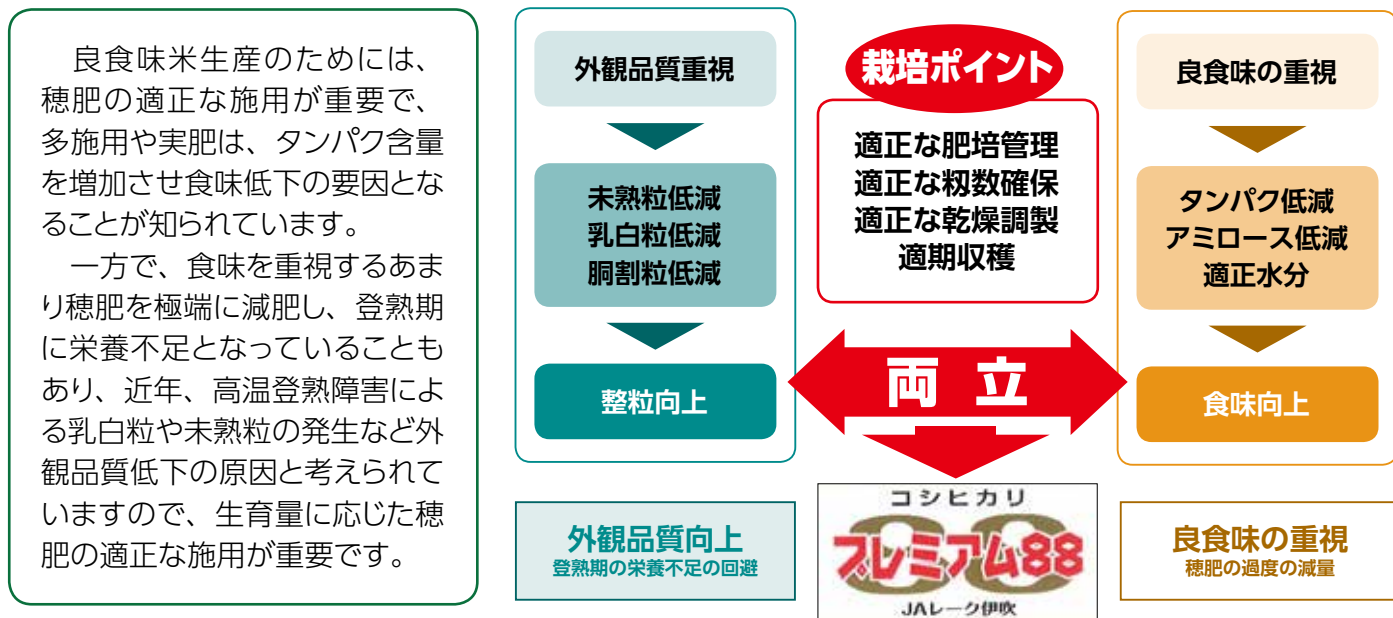 良食味米生産のためには、
穂肥の適正な施用が重要で、
多施用や実肥は、タンパク含量
を増加させ食味低下の要因とな
ることが知られています。
一方で、食味を重視するあま
り穂肥を極端に減肥し、登熟期
に栄養不足となっていることも
あり、近年、高温登熟障害によ
る乳白粒や未熟粒の発生など外
観品質低下の原因と考えられて
いますので、生育量に応じた穂
肥の適正な施用が重要です。
外観品質重視
未熟粒低減
乳白粒低減
胴割粒低減
整粒向上
外観品質向上
登熟期の栄養不足の回避
栽培ポイント
適正な肥培管理
適正な籾数確保
適正な乾燥調製
適期収穫
両立
コシヒカリ
プレミアム88
JAレーク伊吹
良食味の重視
タンパク低減
アミロース低減
適正水分
食味向上
良食味の重視
穂肥の過度の減量